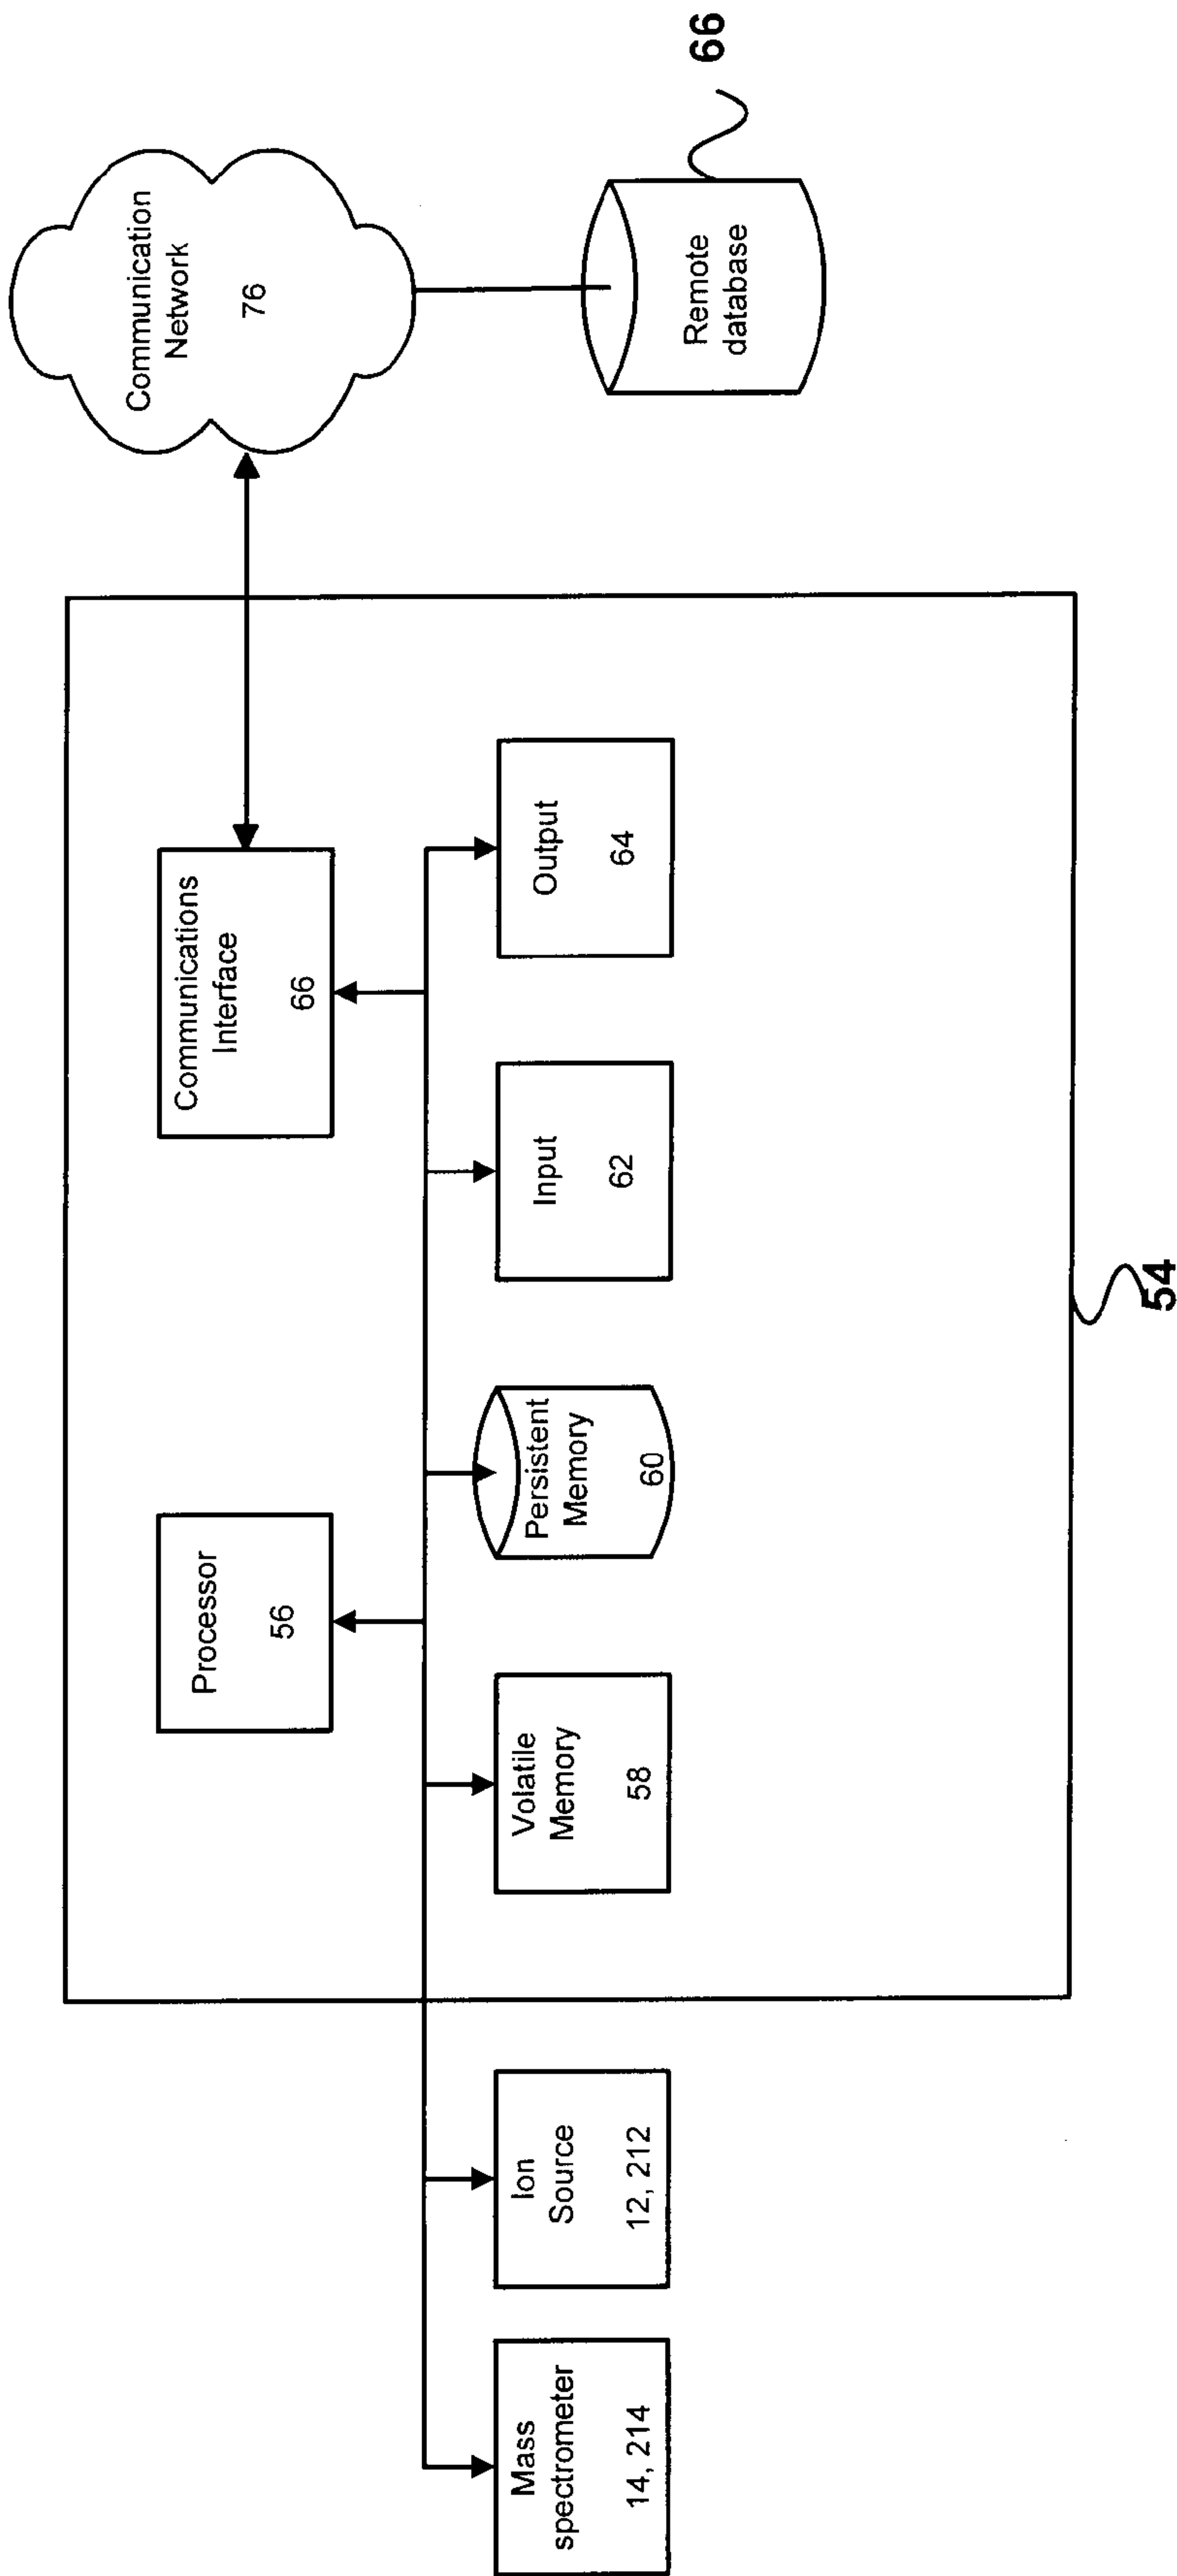 Communication
Network
76
Remote
database
66
Communications
Interface
66
Processor
56
Output
64
Input
62
Persistent
Memory
60
Volatile
Memory
58
Ion
Source
12, 212
Mass
spectrometer
14, 214
54